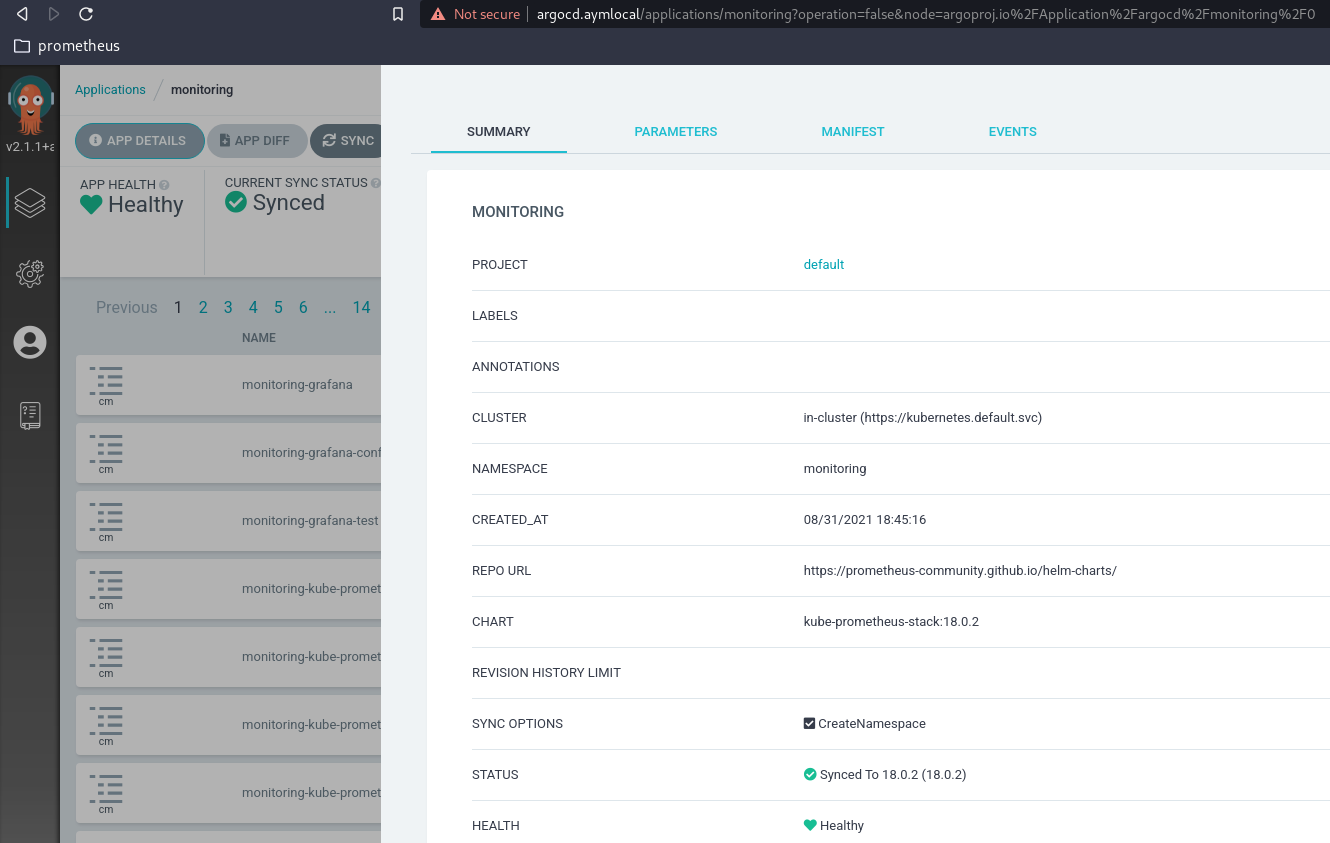 Not secure argocd.aymlocal/applications/monitoring?operation=false&node=argoproj.io%2FApplication%2Fargocd%2Fmonitoring%2F0
prometheus
v2.1.1+a
Applications / monitoring
APP DETAILS APP DIFF SYNC
APP HEALTH
Healthy
CURRENT SYNC STATUS
Synced
Previous 1 2 3 4 5 6 ... 14
NAME
cm monitoring-grafana
cm monitoring-grafana-conf
cm monitoring-grafana-test
cm monitoring-kube-promet
cm monitoring-kube-promet
cm monitoring-kube-promet
cm monitoring-kube-promet
SUMMARY PARAMETERS MANIFEST EVENTS
MONITORING
PROJECT default
LABELS
ANNOTATIONS
CLUSTER in-cluster (https://kubernetes.default.svc)
NAMESPACE monitoring
CREATED_AT 08/31/2021 18:45:16
REPO URL https://prometheus-community.github.io/helm-charts/
CHART kube-prometheus-stack:18.0.2
REVISION HISTORY LIMIT
SYNC OPTIONS CreateNamespace
STATUS Synced To 18.0.2 (18.0.2)
HEALTH Healthy